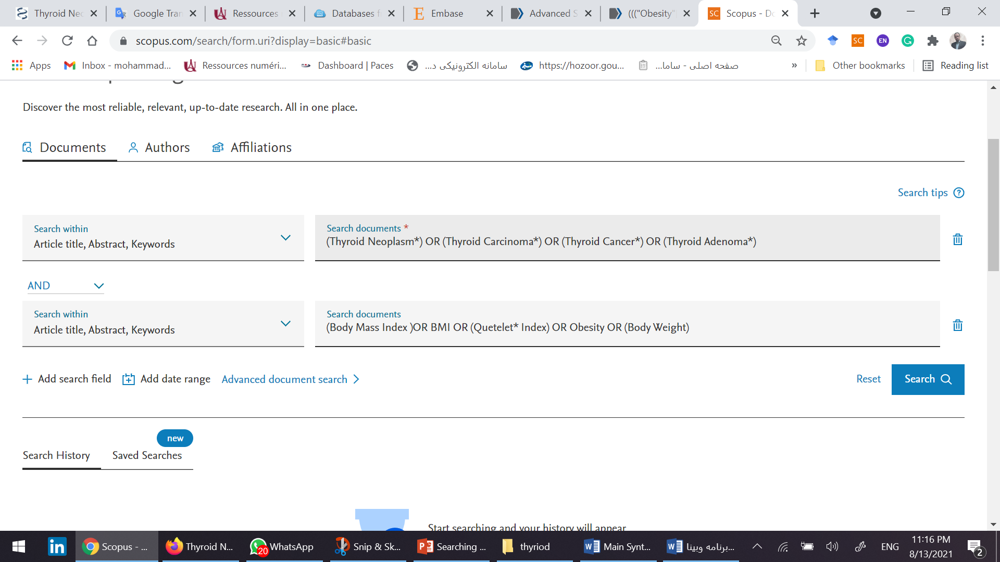 Thyroid Nec
Google Tran
Ressources
Databases f
Embase
Advanced S
((("Obesity"
Scopus - Do
scopus.com/search/form.uri?display=basic#basic
SC
EN
Apps
Inbox - mohammad...
Ressources numéri...
Dashboard | Paces
سامانه الکترونیکی د...
https://hozoor.gou...
صفحه اصلی - ساما...
»
Other bookmarks
Reading list
Discover the most reliable, relevant, up-to-date research. All in one place.
Documents
Authors
Affiliations
Search tips
Search within
Article title, Abstract, Keywords
Search documents *
(Thyroid Neoplasm*) OR (Thyroid Carcinoma*) OR (Thyroid Cancer*) OR (Thyroid Adenoma*)
AND
Search within
Article title, Abstract, Keywords
Search documents
(Body Mass Index )OR BMI OR (Quetelet* Index) OR Obesity OR (Body Weight)
Add search field
Add date range
Advanced document search
Reset
Search
new
Search History
Saved Searches
Start searching and your history will appear
Scopus - ...
Thyroid N...
20
WhatsApp
Snip & Sk...
Searching ...
thyriod
Main Synt...
برنامه وبینا...
ENG
11:16 PM
8/13/2021
2